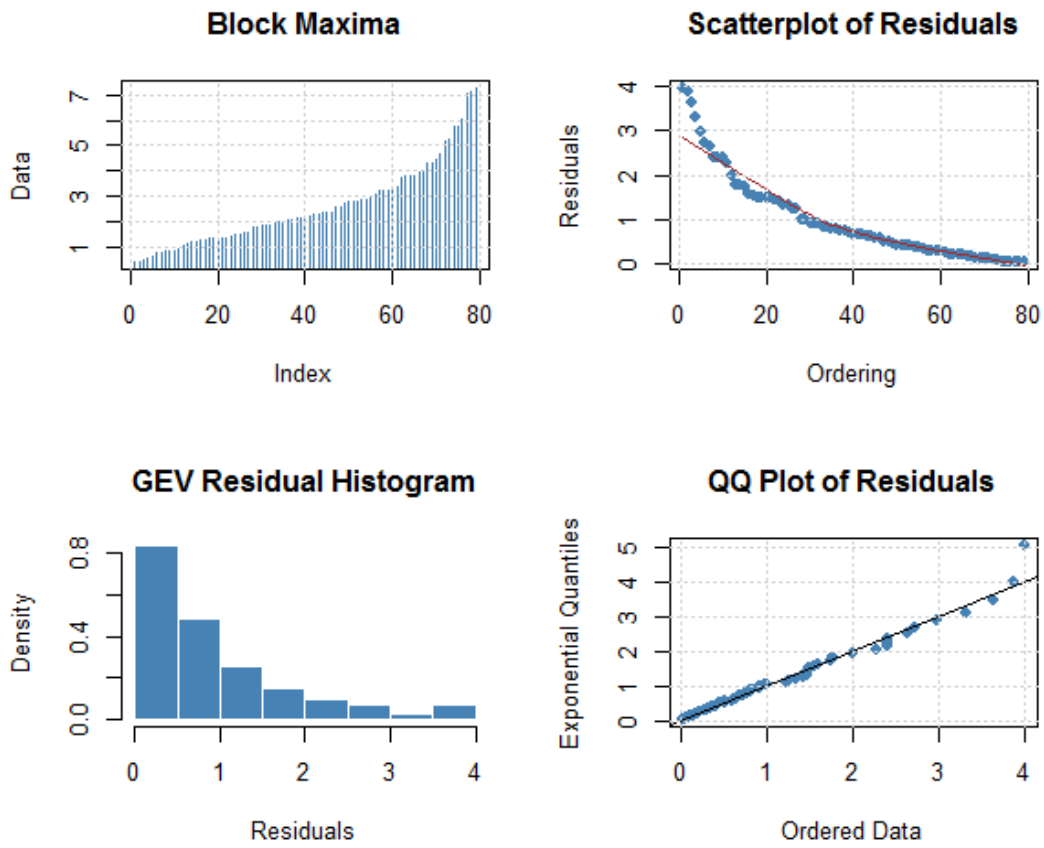 Block Maxima
Data
1 3 5 7
0 20 40 60 80
Index
Scatterplot of Residuals
Residuals
0 1 2 3 4
0 20 40 60 80
Ordering
GEV Residual Histogram
Density
0.0 0.4 0.8
0 1 2 3 4
Residuals
QQ Plot of Residuals
Exponential Quantiles
0 1 2 3 4 5
0 1 2 3 4
Ordered Data